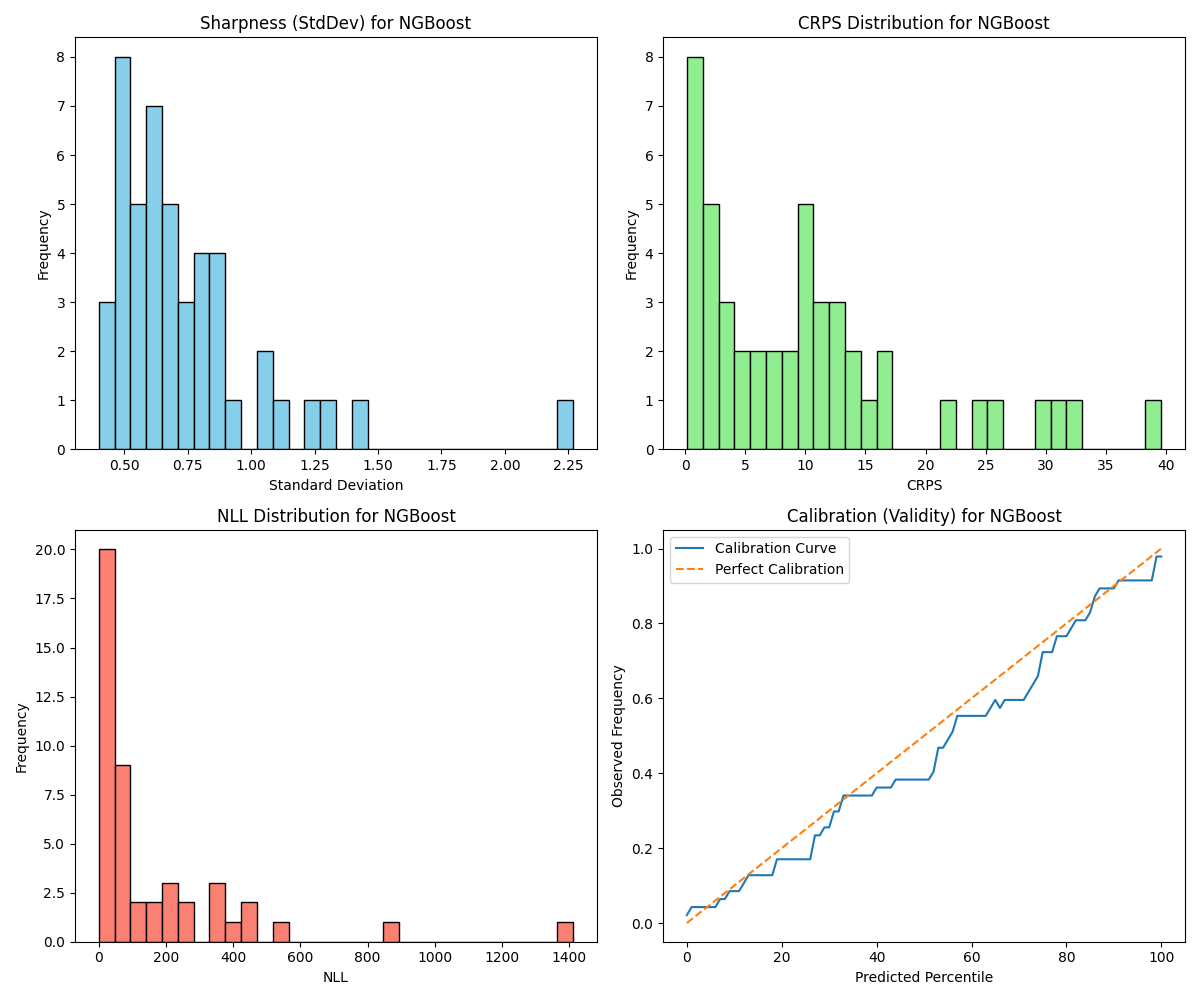 Sharpness (StdDev) for NGBoost
8
7
6
5
4
3
2
1
0
Frequency
0.50 0.75 1.00 1.25 1.50 1.75 2.00 2.25
Standard Deviation
CRPS Distribution for NGBoost
8
7
6
5
4
3
2
1
0
Frequency
0 5 10 15 20 25 30 35 40
CRPS
NLL Distribution for NGBoost
20.0
17.5
15.0
12.5
10.0
7.5
5.0
2.5
0.0
Frequency
0 200 400 600 800 1000 1200 1400
NLL
Calibration (Validity) for NGBoost
Calibration Curve
Perfect Calibration
1.0
0.8
0.6
0.4
0.2
0.0
Observed Frequency
0 20 40 60 80 100
Predicted Percentile